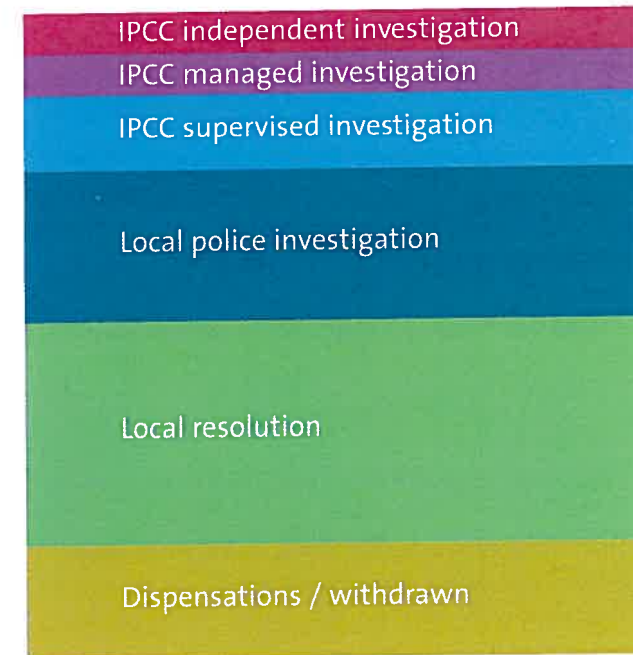 IPCC independent investigation
IPCC managed investigation
IPCC supervised investigation
Local police investigation
Local resolution
Dispensations / withdrawn